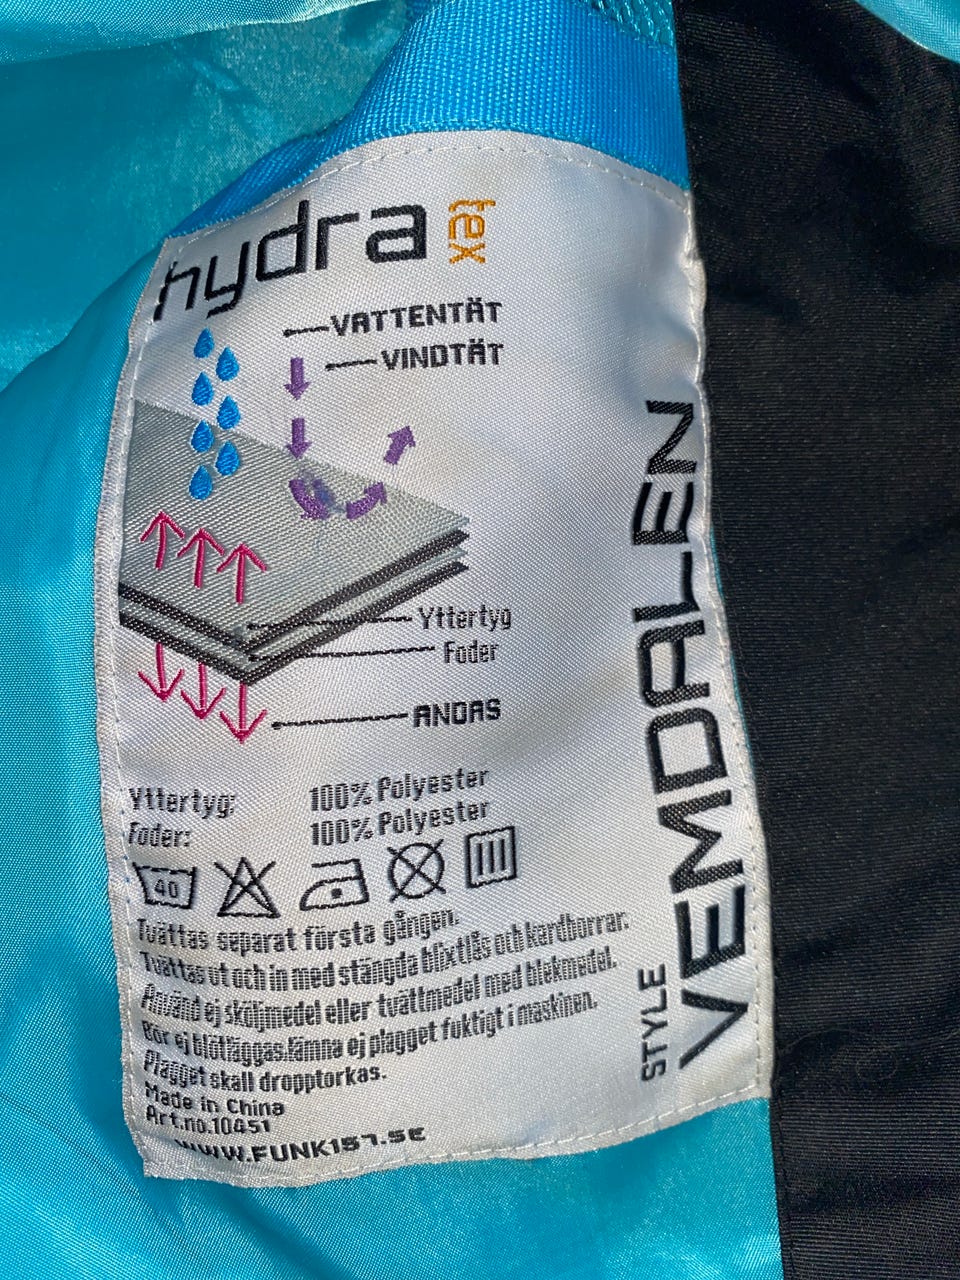 hydra tex
VATTENTÄT
VINDTÄT
Yttertyg
Foder
ANDAS
Yttertyg: 100% Polyester
Foder: 100% Polyester
40
Tvättas separat första gången.
Tvättas ut och in med stängda blixtlås och kardborrar.
Använd ej sköljmedel eller tvättmedel med blekmedel.
Bör ej blötläggas.lämna ej plagget fuktigt i maskinen.
Plagget skall dropptorkas.
Made in China
Art.no.10451
WWW.FUNK157.SE
STYLE
VEMDALEN